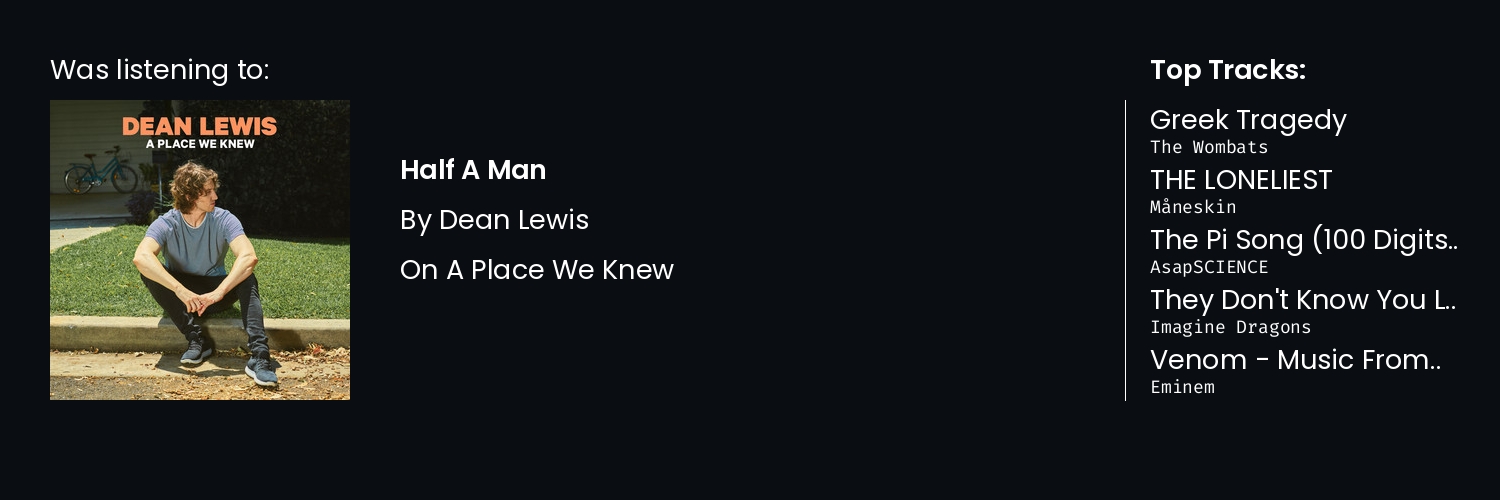 Was listening to:
DEAN LEWIS
A PLACE WE KNEW
Half A Man
By Dean Lewis
On A Place We Knew
Top Tracks:
Greek Tragedy
The Wombats
THE LONELIEST
Måneskin
The Pi Song (100 Digits..
AsapSCIENCE
They Don't Know You L..
Imagine Dragons
Venom - Music From..
Eminem